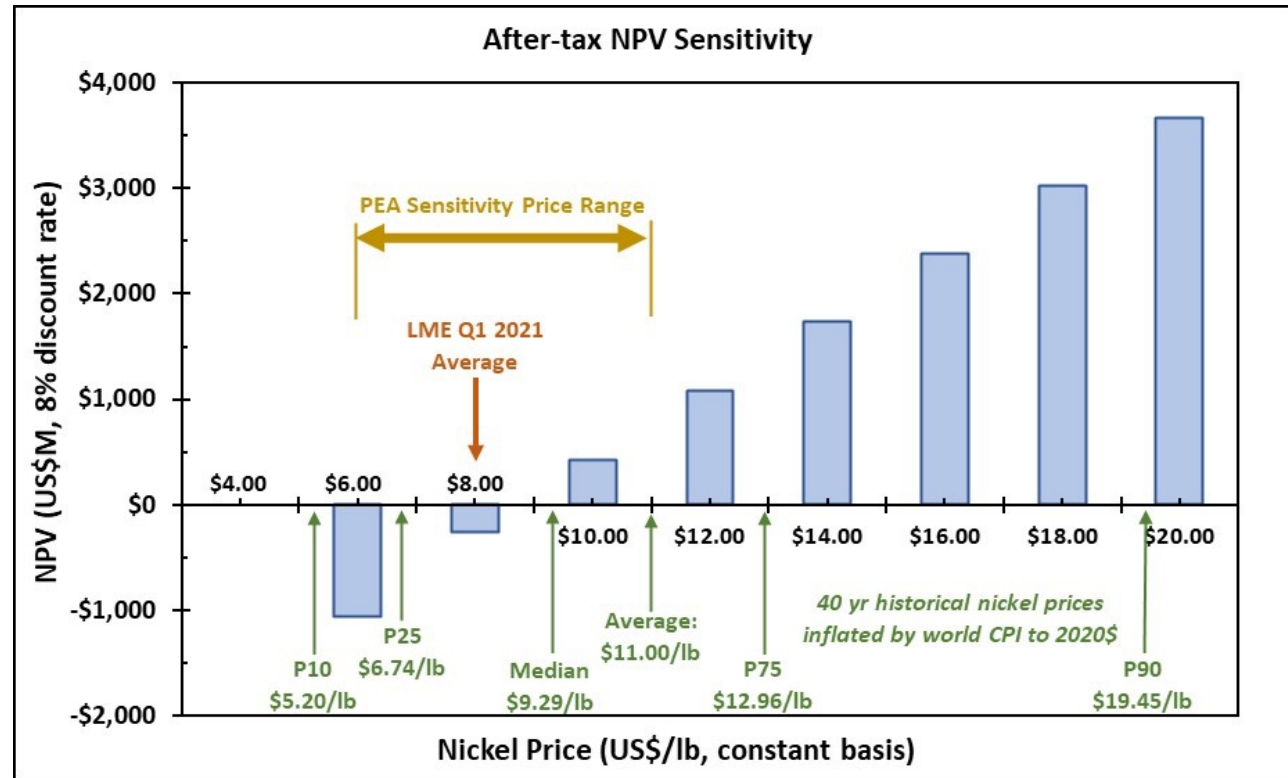 After-tax NPV Sensitivity
NPV (US$M, 8% discount rate)
$4,000
$3,000
$2,000
$1,000
$0
-$1,000
-$2,000
PEA Sensitivity Price Range
LME Q1 2021
Average
$4.00
$6.00
$8.00
$10.00
$12.00
$14.00
$16.00
$18.00
$20.00
P10
$5.20/lb
P25
$6.74/lb
Median
$9.29/lb
Average:
$11.00/lb
P75
$12.96/lb
40 yr historical nickel prices
inflated by world CPI to 2020$
P90
$19.45/lb
Nickel Price (US$/lb, constant basis)